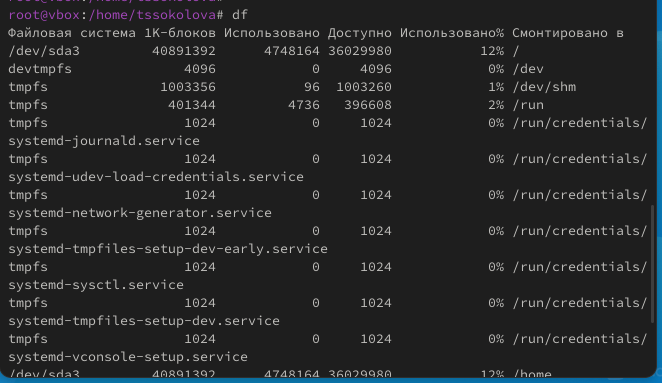 root@vbox:/home/tssokolova#
root@vbox:/home/tssokolova# df
Файловая система 1K-блоков Использовано Доступно Использовано% Смонтировано в
/dev/sda3 40891392 4748164 36029980 12% /
devtmpfs 4096 0 4096 0% /dev
tmpfs 1003356 96 1003260 1% /dev/shm
tmpfs 401344 4736 396608 2% /run
tmpfs 1024 0 1024 0% /run/credentials/
systemd-journald.service
tmpfs 1024 0 1024 0% /run/credentials/
systemd-udev-load-credentials.service
tmpfs 1024 0 1024 0% /run/credentials/
systemd-network-generator.service
tmpfs 1024 0 1024 0% /run/credentials/
systemd-tmpfiles-setup-dev-early.service
tmpfs 1024 0 1024 0% /run/credentials/
systemd-sysctl.service
tmpfs 1024 0 1024 0% /run/credentials/
systemd-tmpfiles-setup-dev.service
tmpfs 1024 0 1024 0% /run/credentials/
systemd-vconsole-setup.service
/dev/sda3 40891392 4748164 36029980 12% /home